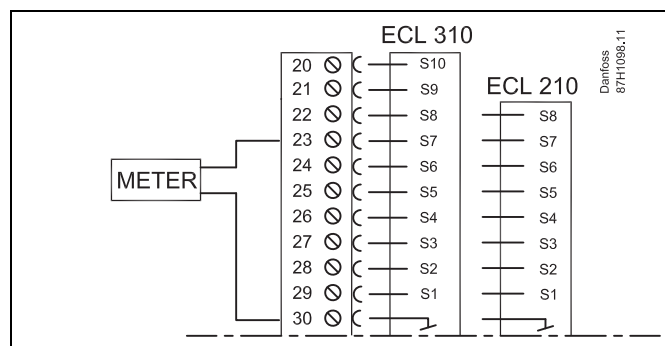 ECL 310
Danfoss
87H1098.11
20 S10
21 S9
ECL 210
22 S8 S8
23 S7 S7
24 S6 S6
METER
25 S5 S5
26 S4 S4
27 S3 S3
28 S2 S2
29 S1 S1
30